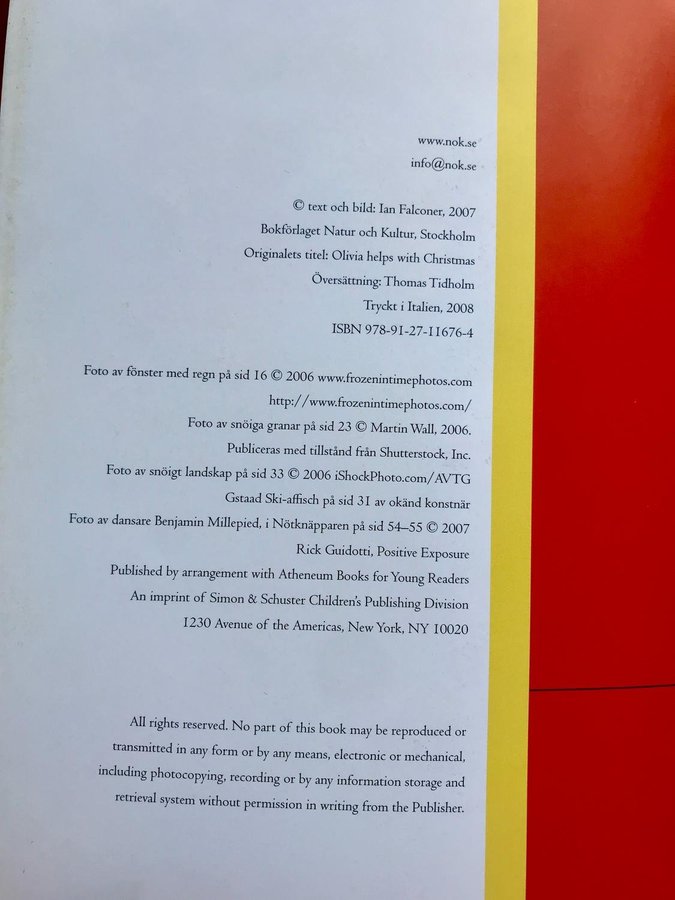 www.nok.se
info@nok.se
© text och bild: Ian Falconer, 2007
Bokförlaget Natur och Kultur, Stockholm
Originalets titel: Olivia helps with Christmas
Översättning: Thomas Tidholm
Tryckt i Italien, 2008
ISBN 978-91-27-11676-4
Foto av fönster med regn på sid 16 © 2006 www.frozenintimephotos.com
http://www.frozenintimephotos.com/
Foto av snöiga granar på sid 23 © Martin Wall, 2006.
Publiceras med tillstånd från Shutterstock, Inc.
Foto av snöigt landskap på sid 33 © 2006 iShockPhoto.com/AVTG
Gstaad Ski-affisch på sid 31 av okänd konstnär
Foto av dansare Benjamin Millepied, i Nötknäpparen på sid 54–55 © 2007
Rick Guidotti, Positive Exposure
Published by arrangement with Atheneum Books for Young Readers
An imprint of Simon & Schuster Children's Publishing Division
1230 Avenue of the Americas, New York, NY 10020
All rights reserved. No part of this book may be reproduced or
transmitted in any form or by any means, electronic or mechanical,
including photocopying, recording or by any information storage and
retrieval system without permission in writing from the Publisher.